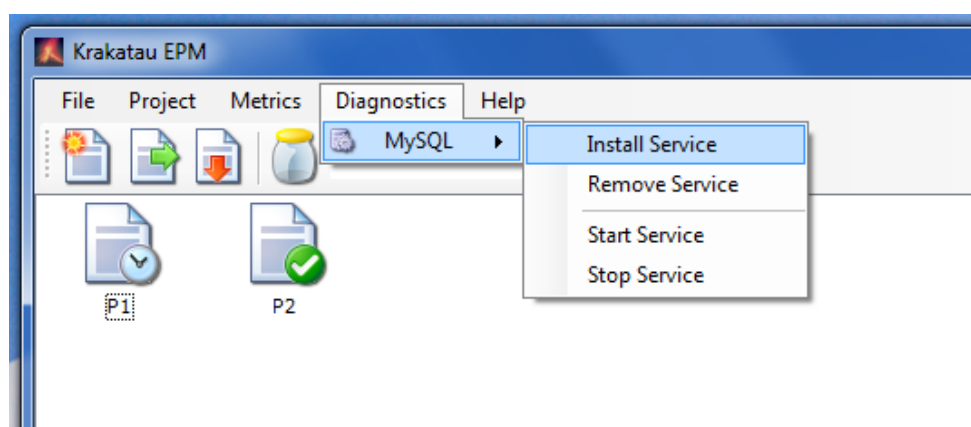 Krakatau EPM
File Project Metrics Diagnostics Help
MySQL
Install Service
Remove Service
Start Service
Stop Service
P1 P2